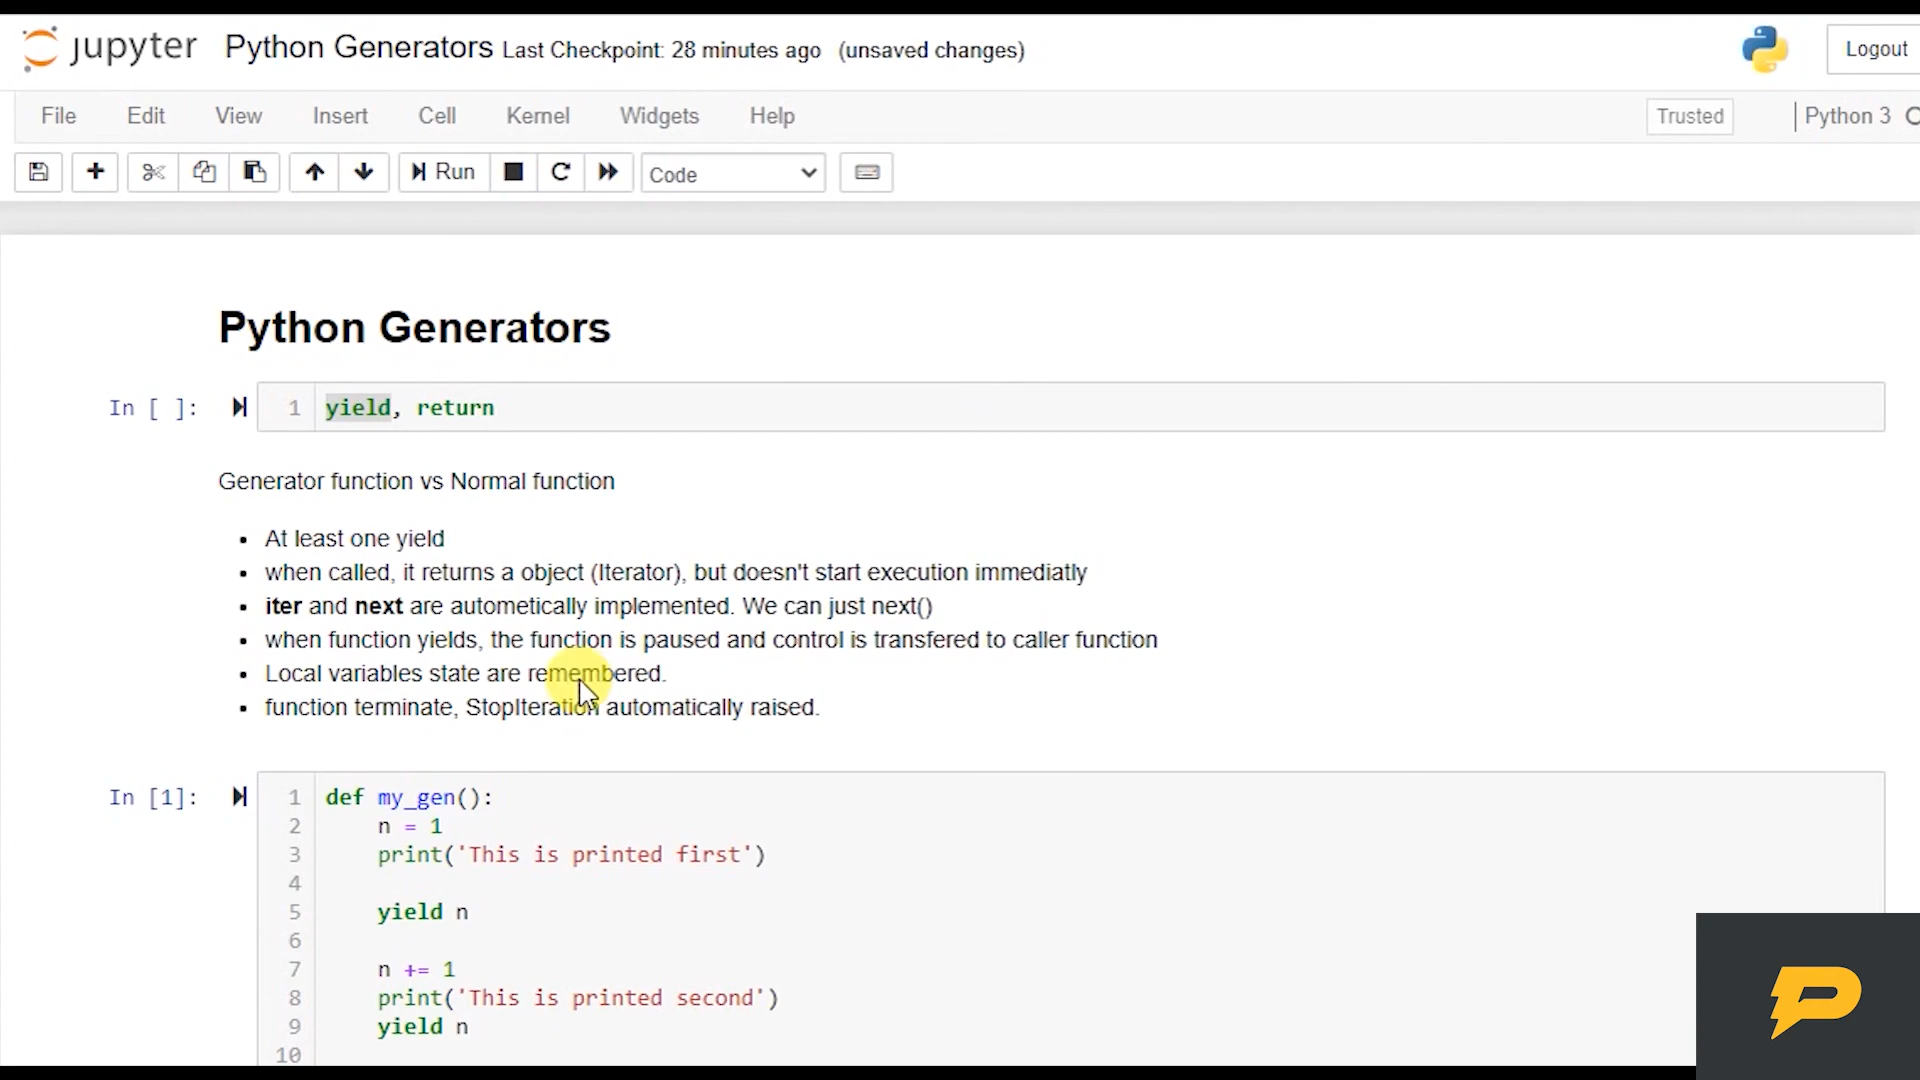 jupyter Python Generators Last Checkpoint: 28 minutes ago (unsaved changes) Logout
File Edit View Insert Cell Kernel Widgets Help Trusted Python 3
Run Code
Python Generators
In [ ]: 1 yield, return
Generator function vs Normal function
• At least one yield
• when called, it returns a object (Iterator), but doesn't start execution immediatly
• iter and next are autometically implemented. We can just next()
• when function yields, the function is paused and control is transfered to caller function
• Local variables state are remembered.
• function terminate, StopIteration automatically raised.
In [1]: 1 def my_gen():
2 n = 1
3 print('This is printed first')
4
5 yield n
6
7 n += 1
8 print('This is printed second')
9 yield n
10